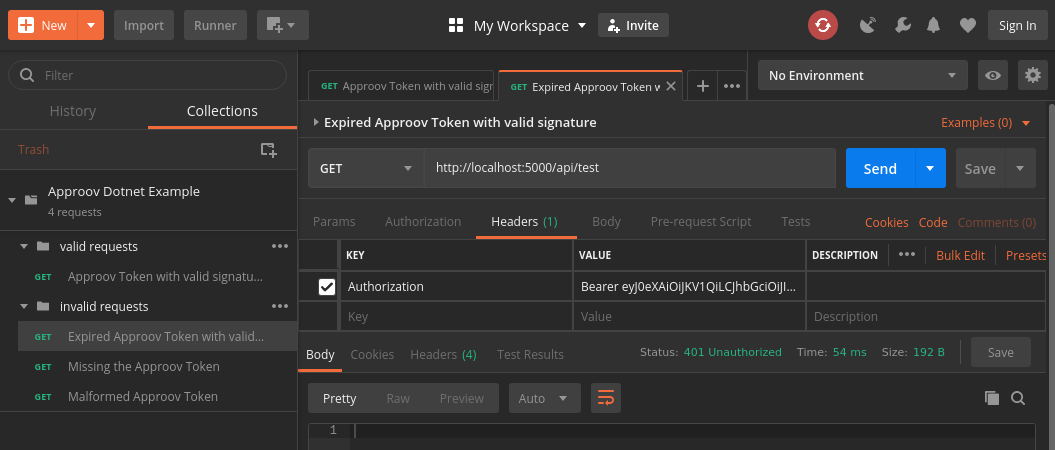 New Import Runner My Workspace Invite Sign In
Filter
History Collections
Trash
Approov Dotnet Example
4 requests
valid requests
GET Approov Token with valid signatu...
invalid requests
GET Expired Approov Token with valid...
GET Missing the Approov Token
GET Malformed Approov Token
GET Approov Token with valid sign GET Expired Approov Token w No Environment
Expired Approov Token with valid signature Examples (0)
GET http://localhost:5000/api/test Send Save
Params Authorization Headers (1) Body Pre-request Script Tests Cookies Code Comments (0)
KEY VALUE DESCRIPTION Bulk Edit Presets
Authorization Bearer eyJ0eXAiOiJKV1QiLCJhbGciOiJI...
Key Value Description
Body Cookies Headers (4) Test Results Status: 401 Unauthorized Time: 54 ms Size: 192 B Save
Pretty Raw Preview Auto
1